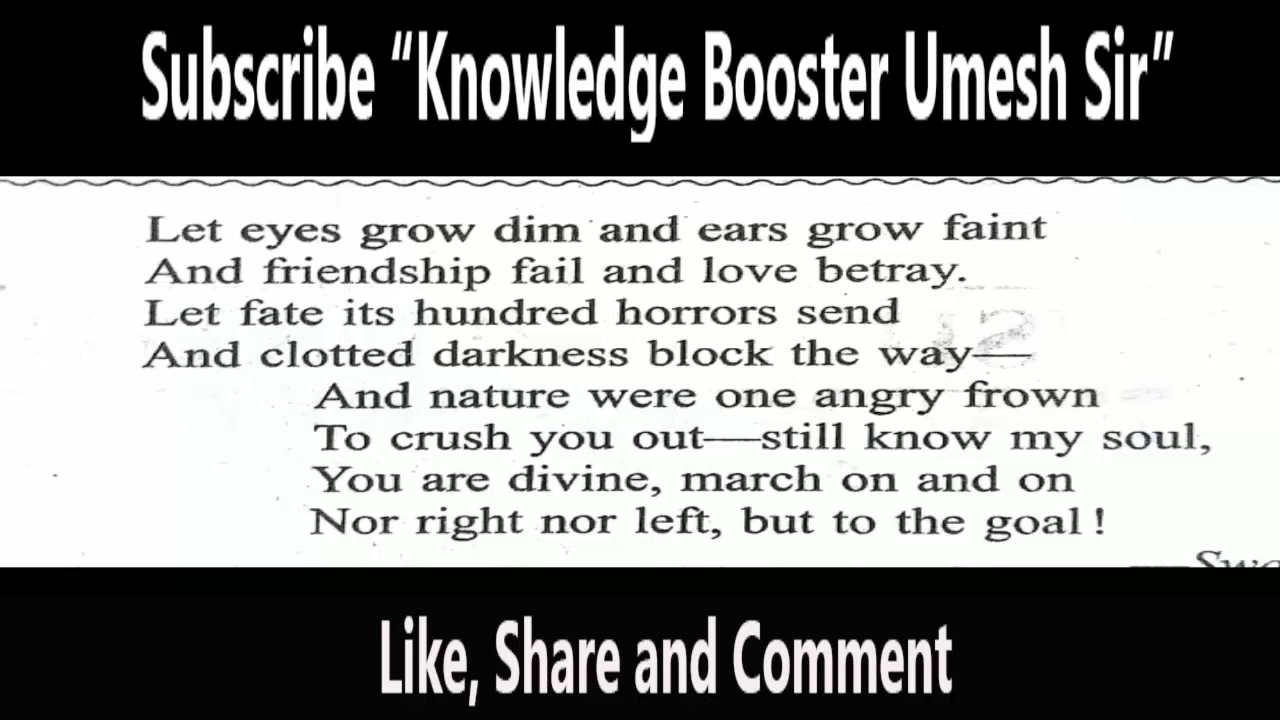 Subscribe “Knowledge Booster Umesh Sir”
Let eyes grow dim and ears grow faint
And friendship fail and love betray.
Let fate its hundred horrors send
And clotted darkness block the way—
And nature were one angry frown
To crush you out—still know my soul,
You are divine, march on and on
Nor right nor left, but to the goal!
Like, Share and Comment